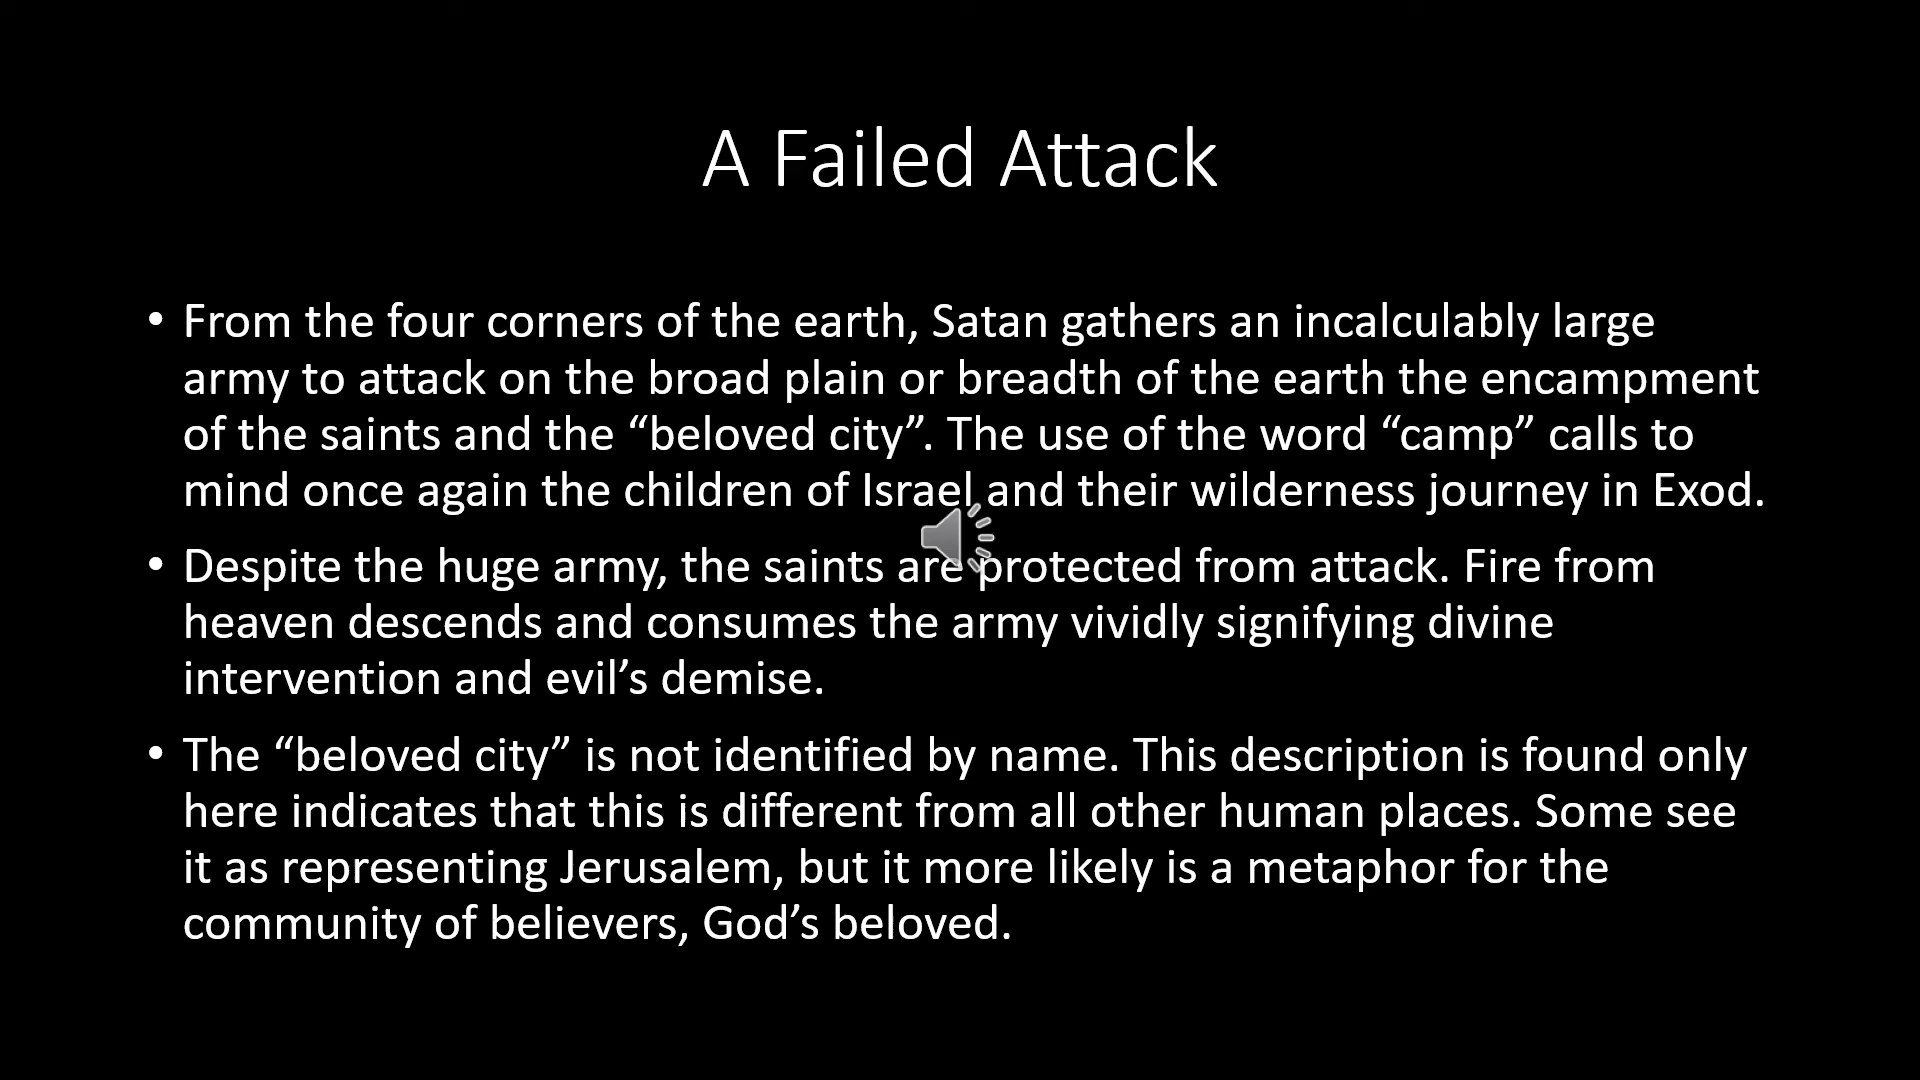 A Failed Attack
• From the four corners of the earth, Satan gathers an incalculably large
army to attack on the broad plain or breadth of the earth the encampment
of the saints and the “beloved city”. The use of the word “camp” calls to
mind once again the children of Israel and their wilderness journey in Exod.
• Despite the huge army, the saints are protected from attack. Fire from
heaven descends and consumes the army vividly signifying divine
intervention and evil’s demise.
• The “beloved city” is not identified by name. This description is found only
here indicates that this is different from all other human places. Some see
it as representing Jerusalem, but it more likely is a metaphor for the
community of believers, God’s beloved.